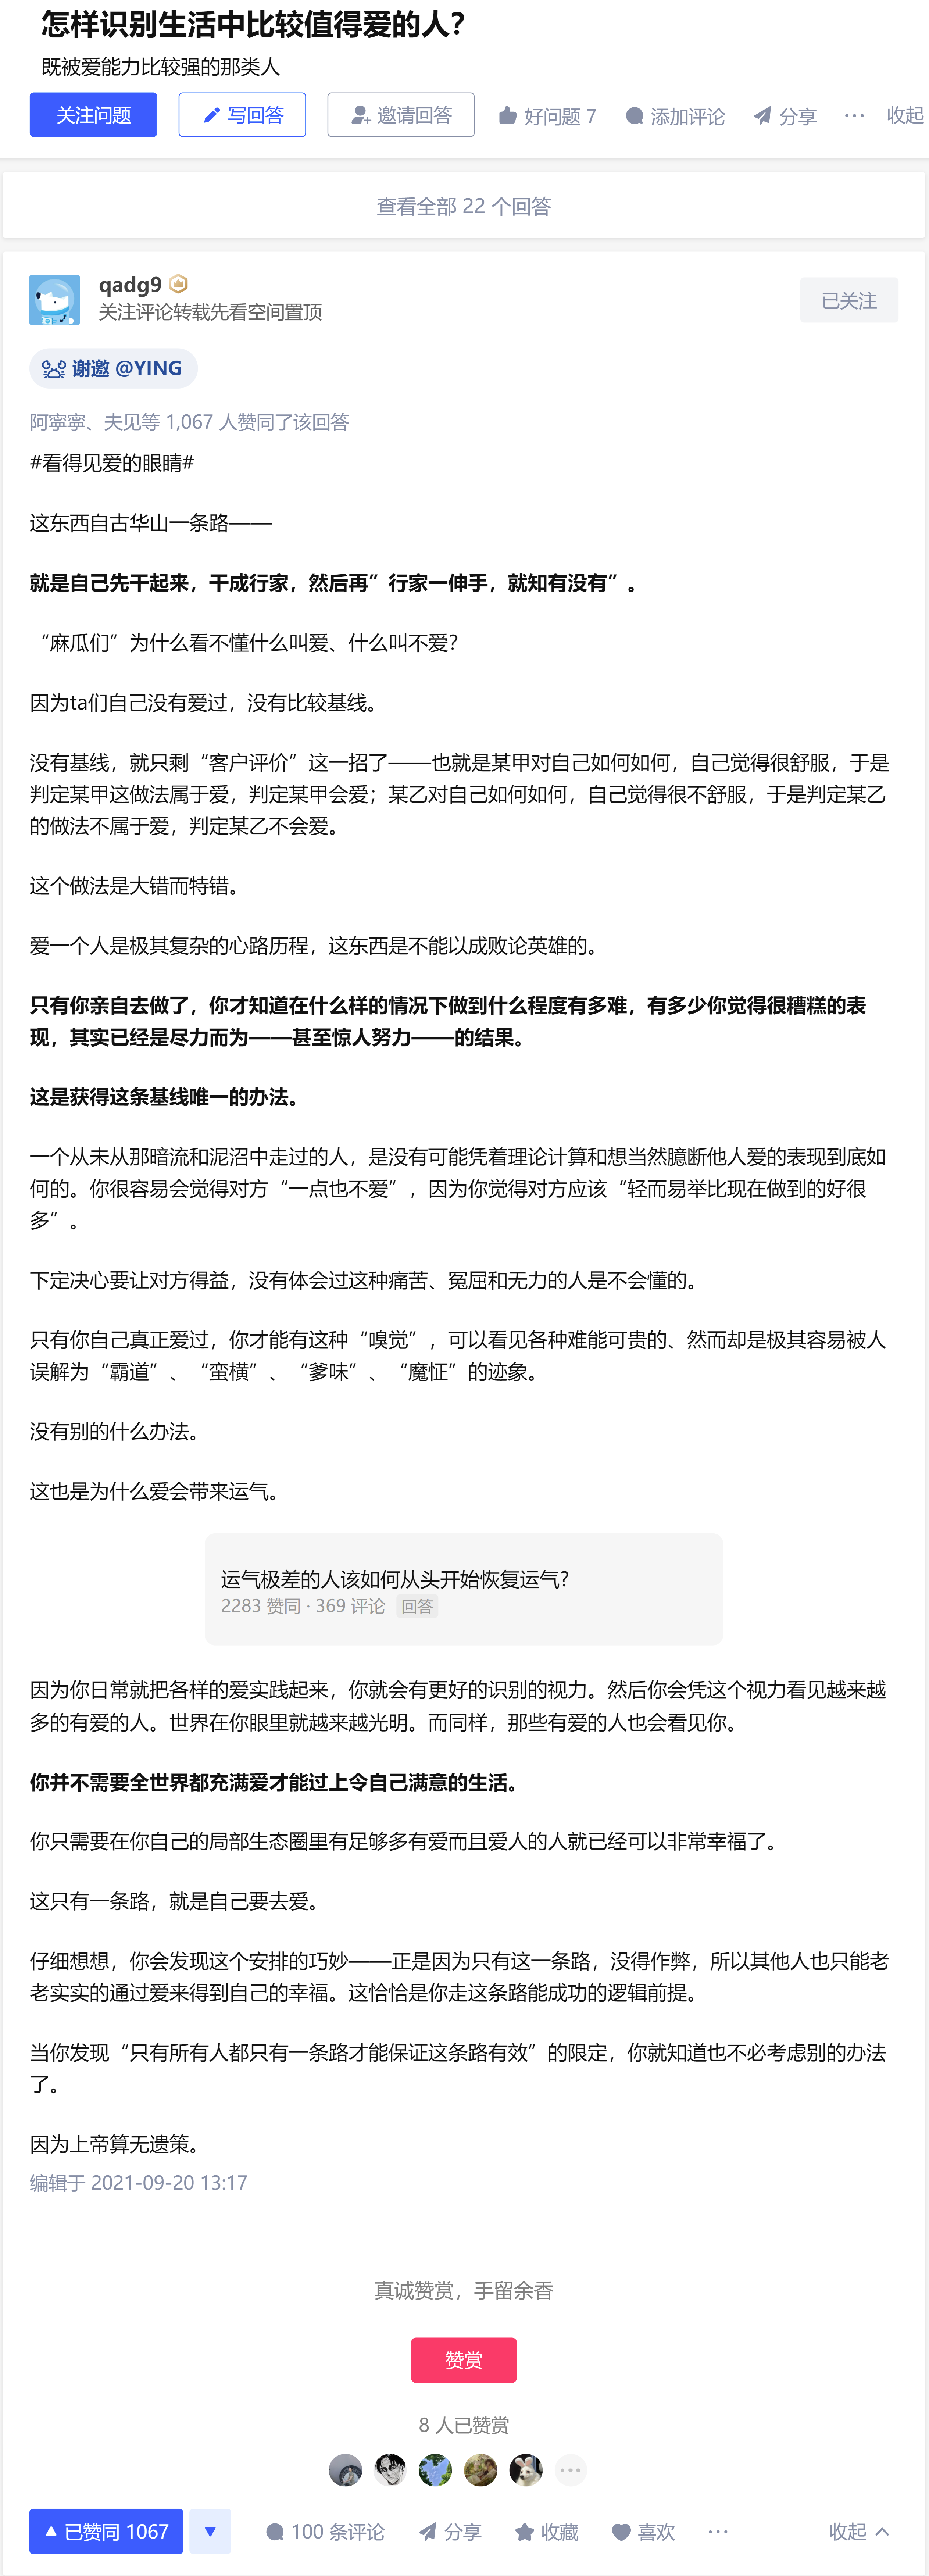 怎样识别生活中比较值得爱的人？
既被爱能力比较强的那类人
关注问题 写回答 邀请回答 好问题 7 添加评论 分享 ··· 收起
查看全部 22 个回答
qadg9
关注评论转载先看空间置顶
已关注
谢邀 @YING
阿寧寧、夫见等 1,067 人赞同了该回答
#看得见爱的眼睛#
这东西自古华山一条路——
就是自己先干起来，干成行家，然后再”行家一伸手，就知有没有”。
“麻瓜们”为什么看不懂什么叫爱、什么叫不爱？
因为ta们自己没有爱过，没有比较基线。
没有基线，就只剩“客户评价”这一招了——也就是某甲对自己如何如何，自己觉得很舒服，于是
判定某甲这做法属于爱，判定某甲会爱；某乙对自己如何如何，自己觉得很不舒服，于是判定某乙
的做法不属于爱，判定某乙不会爱。
这个做法是大错而特错。
爱一个人是极其复杂的心路历程，这东西是不能以成败论英雄的。
只有你亲自去做了，你才知道在什么样的情况下做到什么程度有多难，有多少你觉得很糟糕的表
现，其实已经是尽力而为——甚至惊人努力——的结果。
这是获得这条基线唯一的办法。
一个从未从那暗流和泥沼中走过的人，是没有可能凭着理论计算和想当然臆断他人爱的表现到底如
何的。你很容易会觉得对方“一点也不爱”，因为你觉得对方应该“轻而易举比现在做到的好很
多”。
下定决心要让对方得益，没有体会过这种痛苦、冤屈和无力的人是不会懂的。
只有你自己真正爱过，你才能有这种“嗅觉”，可以看见各种难能可贵的、然而却是极其容易被人
误解为“霸道”、“蛮横”、“爹味”、“魔怔”的迹象。
没有别的什么办法。
这也是为什么爱会带来运气。
运气极差的人该如何从头开始恢复运气？
2283 赞同 · 369 评论 回答
因为你日常就把各样的爱实践起来，你就会有更好的识别的视力。然后你会凭这个视力看见越来越
多的有爱的人。世界在你眼里就越来越光明。而同样，那些有爱的人也会看见你。
你并不需要全世界都充满爱才能过上令自己满意的生活。
你只需要在你自己的局部生态圈里有足够多有爱而且爱人的人就已经可以非常幸福了。
这只有一条路，就是自己要去爱。
仔细想想，你会发现这个安排的巧妙——正是因为只有这一条路，没得作弊，所以其他人也只能老
老实实的通过爱来得到自己的幸福。这恰恰是你走这条路能成功的逻辑前提。
当你发现“只有所有人都只有一条路才能保证这条路有效”的限定，你就知道也不必考虑别的办法
了。
因为上帝算无遗策。
编辑于 2021-09-20 13:17
真诚赞赏，手留余香
赞赏
8 人已赞赏
已赞同 1067 100 条评论 分享 收藏 喜欢 ··· 收起